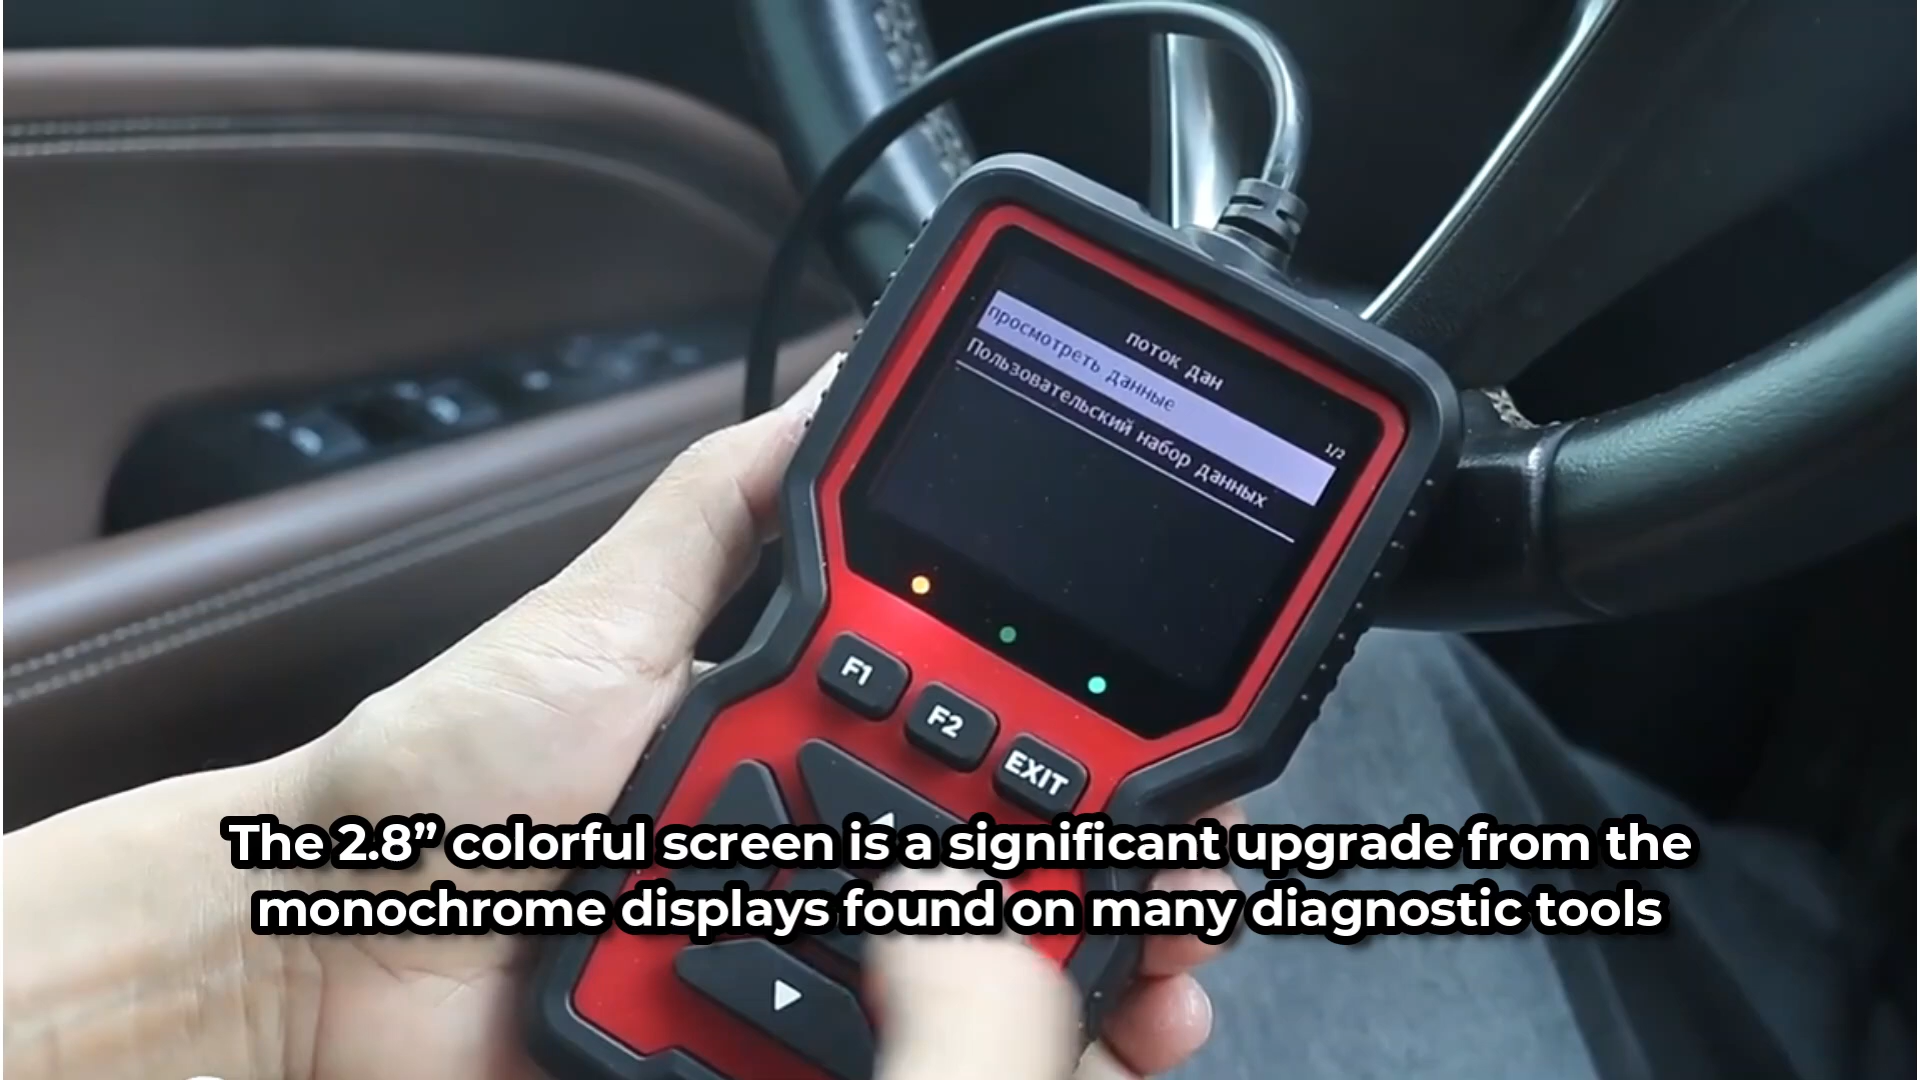 поток дан
1/2
просмотреть данные
Пользовательский набор данных
F1
F2
EXIT
The 2.8” colorful screen is a significant upgrade from the
monochrome displays found on many diagnostic tools